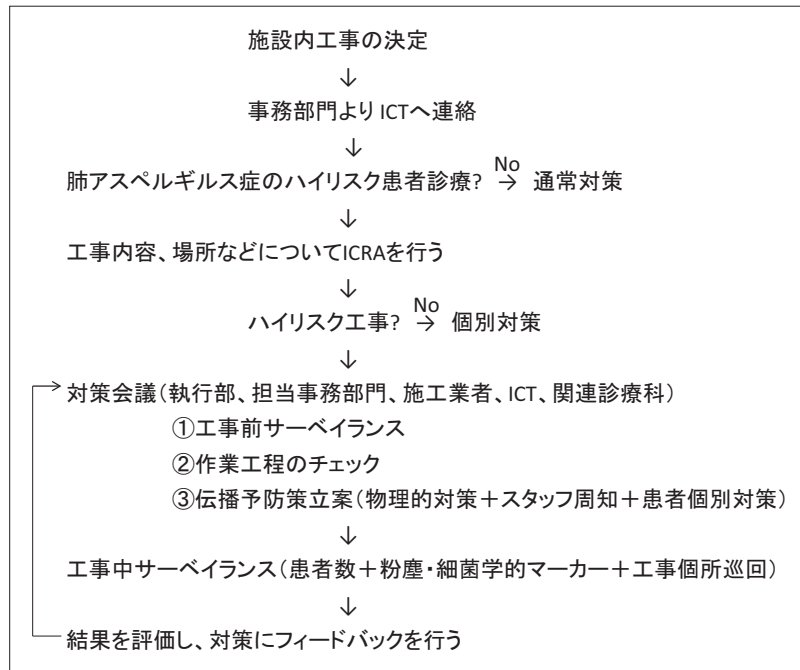 施設内工事の決定
↓
事務部門より ICTへ連絡
↓
肺アスペルギルス症のハイリスク患者診療? No → 通常対策
↓
工事内容、場所などについてICRAを行う
↓
ハイリスク工事? No → 個別対策
↓
対策会議(執行部、担当事務部門、施工業者、ICT、関連診療科)
①工事前サーベイランス
②作業工程のチェック
③伝播予防策立案(物理的対策+スタッフ周知+患者個別対策)
↓
工事中サーベイランス(患者数+粉塵・細菌学的マーカー+工事個所巡回)
↓
結果を評価し、対策にフィードバックを行う